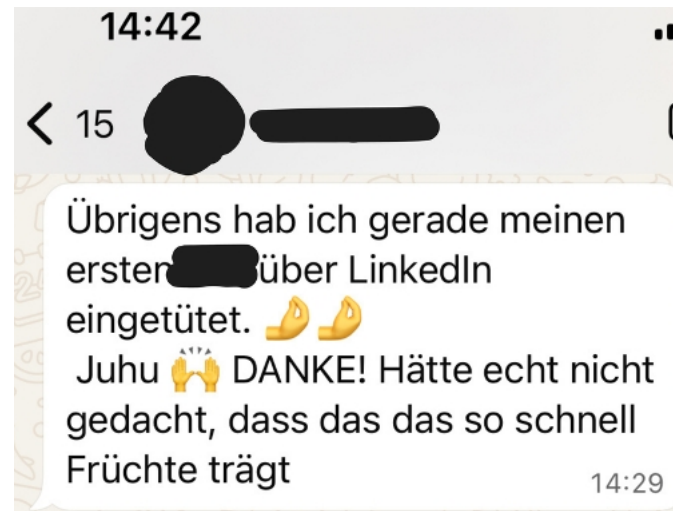 14:42
15
Übrigens hab ich gerade meinen
ersten über LinkedIn
eingetütet. 🤌🤌
Juhu 🙌 DANKE! Hätte echt nicht
gedacht, dass das das so schnell
Früchte trägt
14:29